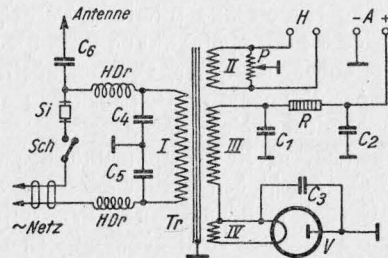 Antenne
H
-A +
C6
HDr
II
P
Si
C4
I
Sch
C5
III
C1
R
C2
C3
~Netz
HDr
Tr
IV
V